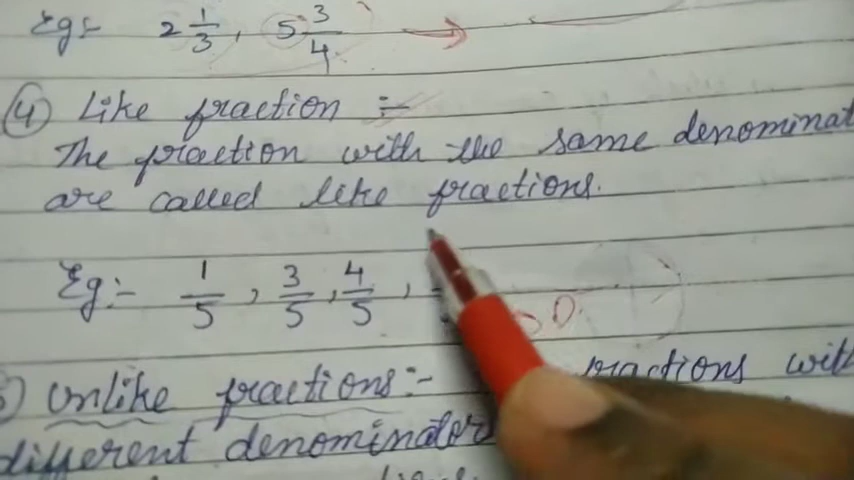 Eg:- 2 1/3, 5 3/4 →
(4) Like fraction :-
The fraction with the same denominat
are called like fractions.
Eg:- 1/5, 3/5, 4/5,
Unlike fractions:- fractions with
different denominator